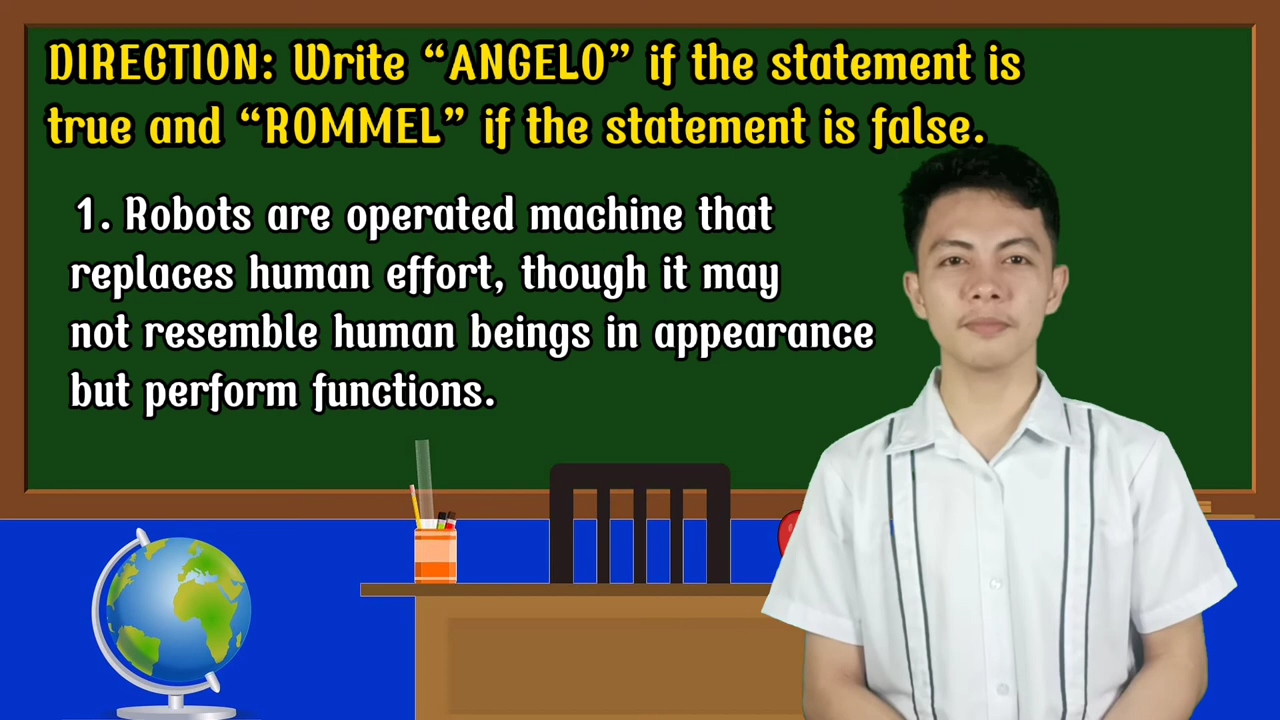 DIRECTION: Write “ANGELO” if the statement is
true and “ROMMEL” if the statement is false.
1. Robots are operated machine that
replaces human effort, though it may
not resemble human beings in appearance
but perform functions.